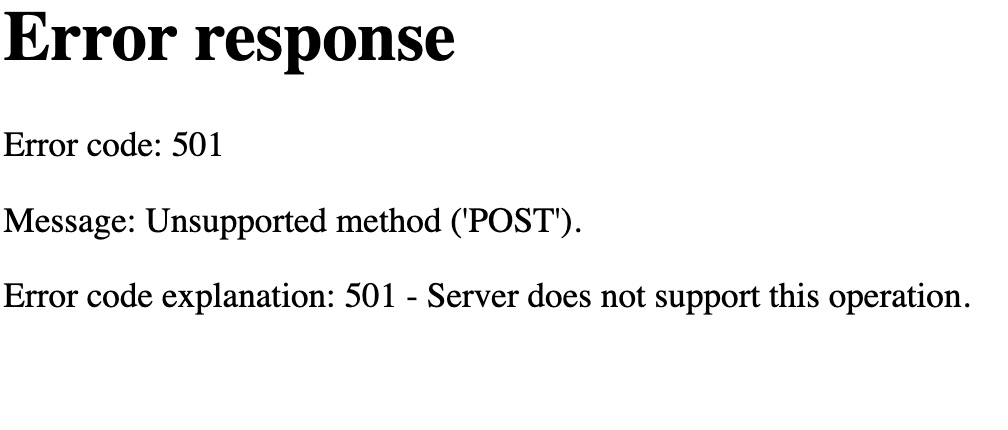 Error response
Error code: 501
Message: Unsupported method ('POST').
Error code explanation: 501 - Server does not support this operation.